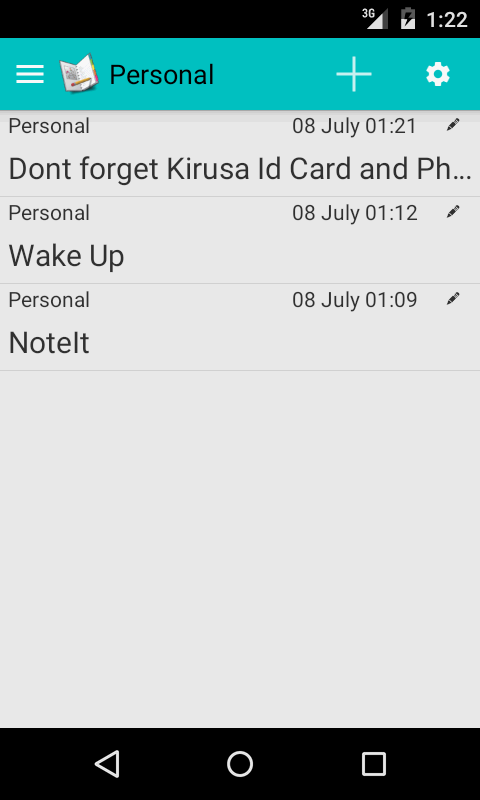 3G 1:22
Personal
Personal 08 July 01:21
Dont forget Kirusa Id Card and Ph...
Personal 08 July 01:12
Wake Up
Personal 08 July 01:09
NoteIt